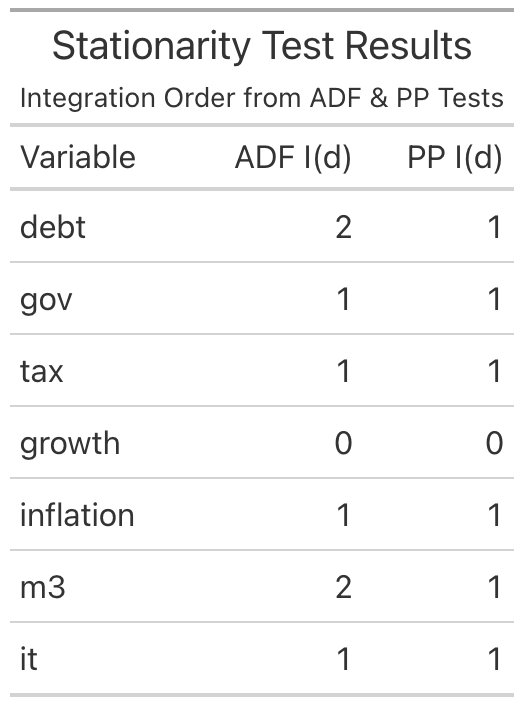 Stationarity Test Results
Integration Order from ADF & PP Tests
Variable ADF I(d) PP I(d)
debt 2 1
gov 1 1
tax 1 1
growth 0 0
inflation 1 1
m3 2 1
it 1 1